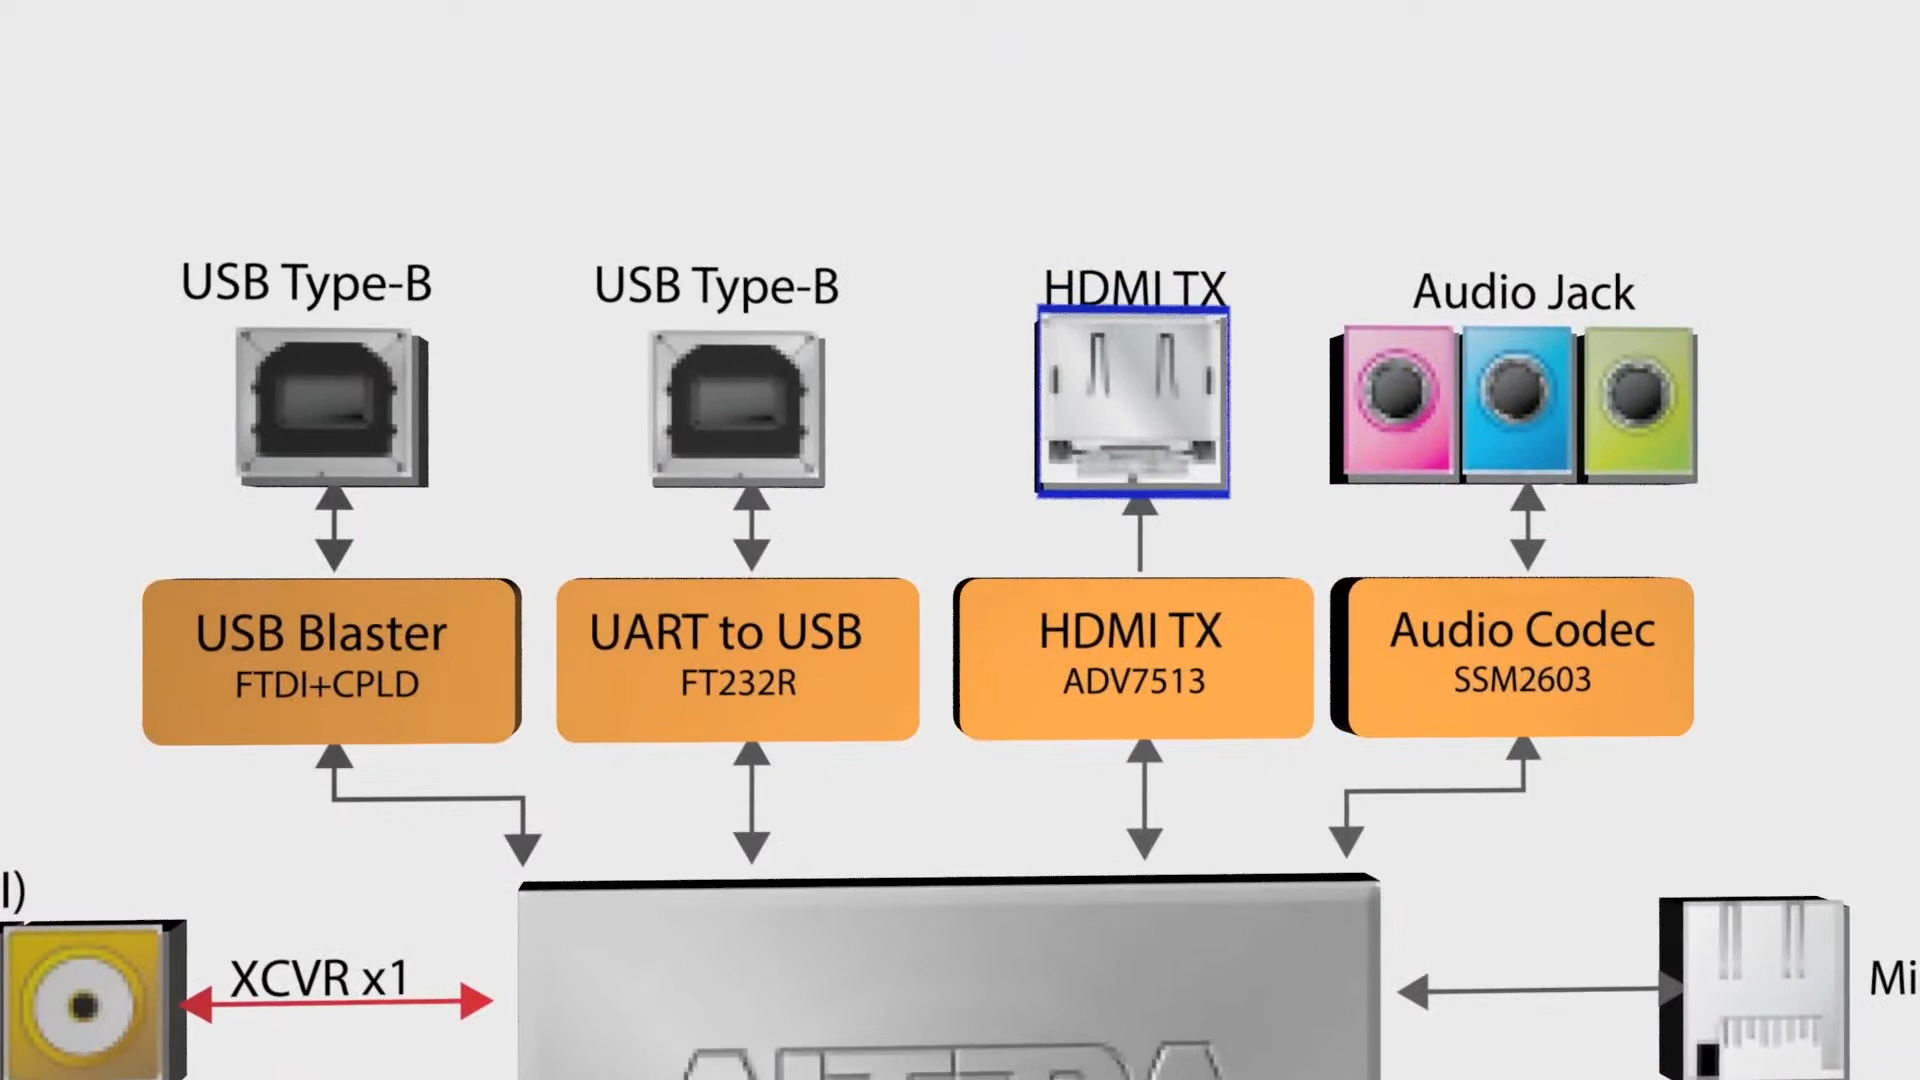 USB Type-B
USB Type-B
HDMI TX
Audio Jack
USB Blaster
FTDI+CPLD
UART to USB
FT232R
HDMI TX
ADV7513
Audio Codec
SSM2603
I)
XCVR x1
Mi